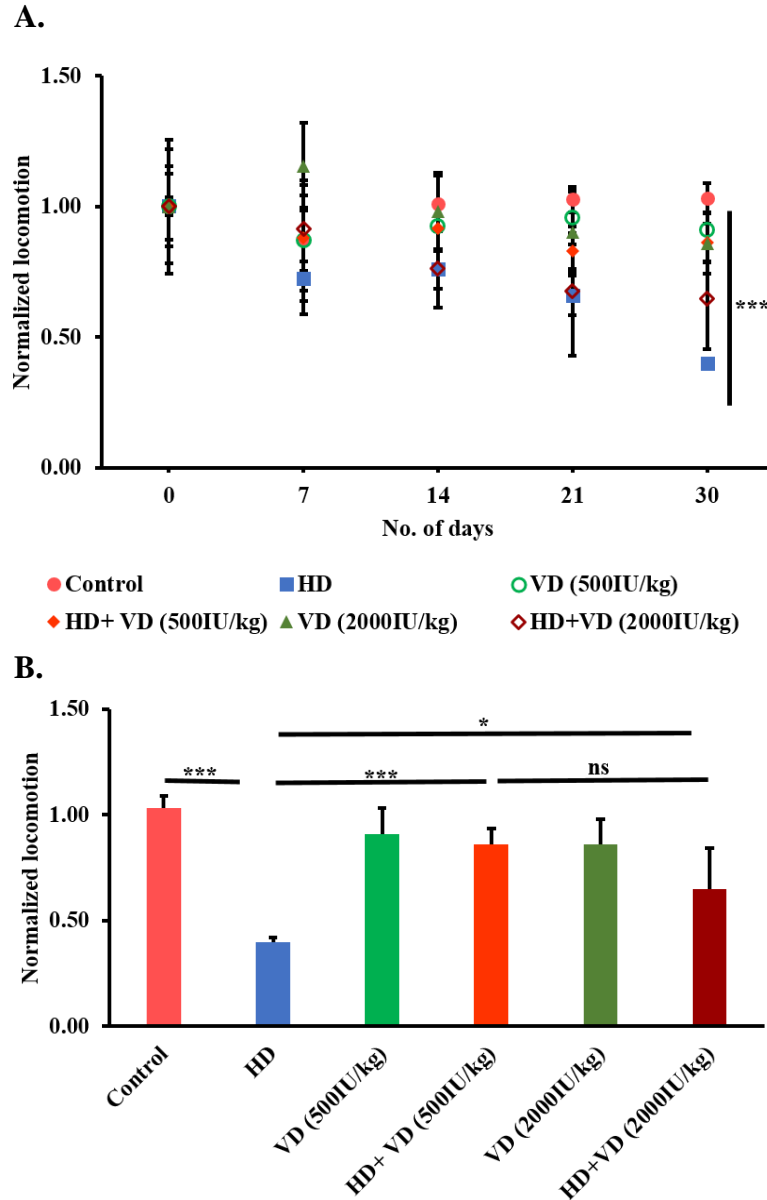 A.
1.50
1.00
0.50
0.00
Normalized locomotion
***
0 7 14 21 30
No. of days
Control HD VD (500IU/kg)
HD+ VD (500IU/kg) VD (2000IU/kg) HD+VD (2000IU/kg)
B.
1.50
1.00
0.50
0.00
Normalized locomotion
*
*** *** ns
Control HD VD (500IU/kg) HD+ VD (500IU/kg) VD (2000IU/kg) HD+VD (2000IU/kg)